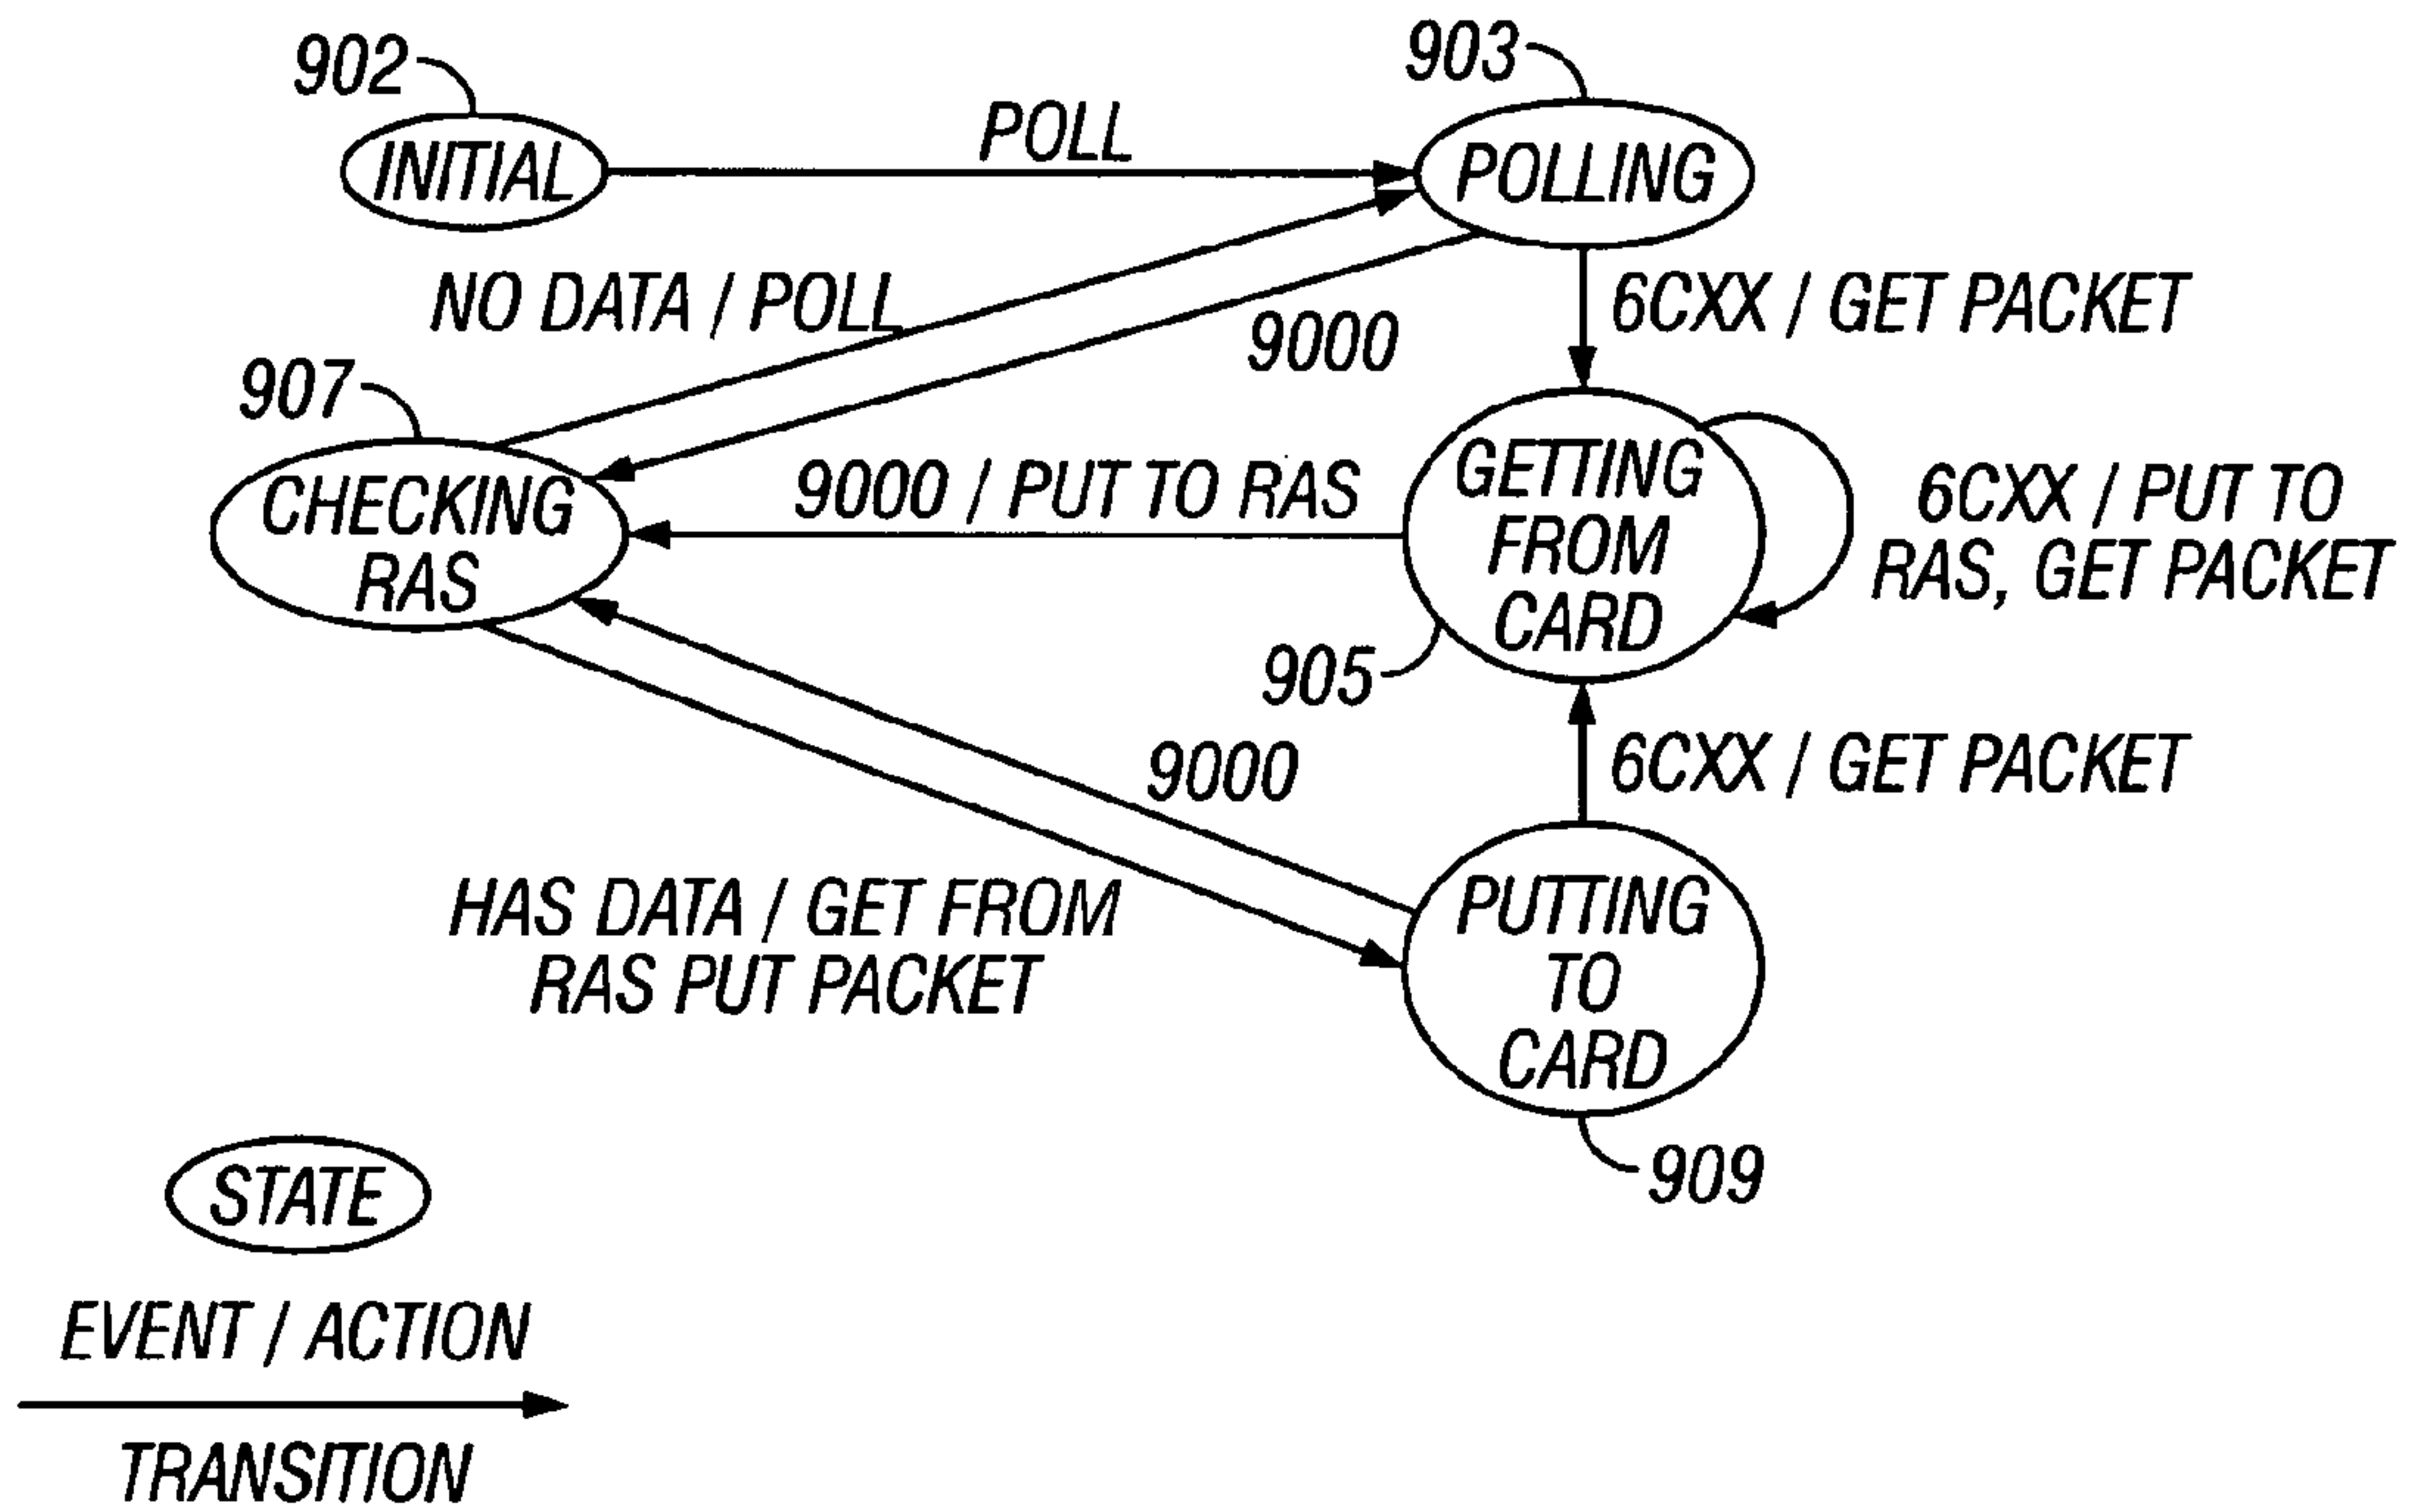 902
903
INITIAL
POLL
POLLING
NO DATA / POLL
9000
6CXX / GET PACKET
907
CHECKING
RAS
9000 / PUT TO RAS
GETTING
FROM
CARD
6CXX / PUT TO
RAS, GET PACKET
905
9000
6CXX / GET PACKET
HAS DATA / GET FROM
RAS PUT PACKET
PUTTING
TO
CARD
909
STATE
EVENT / ACTION
TRANSITION